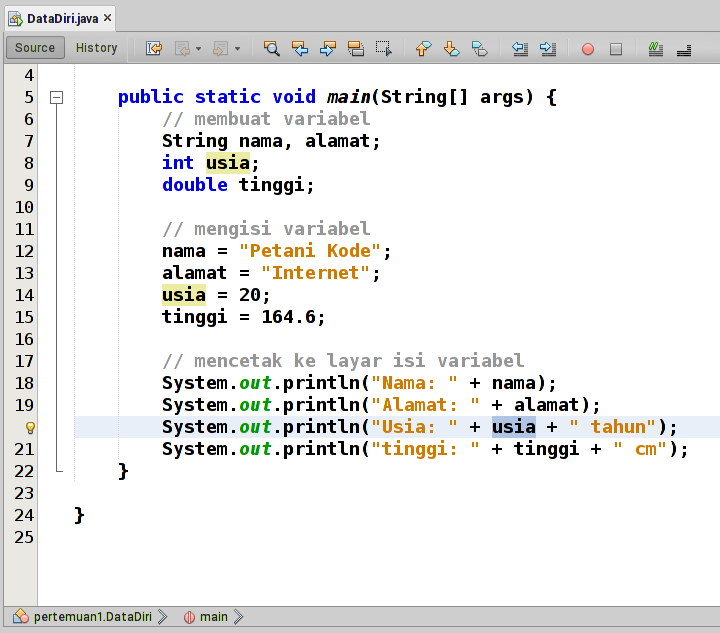 DataDiri.java
Source History
4
5 public static void main(String[] args) {
6 // membuat variabel
7 String nama, alamat;
8 int usia;
9 double tinggi;
10
11 // mengisi variabel
12 nama = "Petani Kode";
13 alamat = "Internet";
14 usia = 20;
15 tinggi = 164.6;
16
17 // mencetak ke layar isi variabel
18 System.out.println("Nama: " + nama);
19 System.out.println("Alamat: " + alamat);
System.out.println("Usia: " + usia + " tahun");
21 System.out.println("tinggi: " + tinggi + " cm");
22 }
23
24 }
25
pertemuan1.DataDiri main